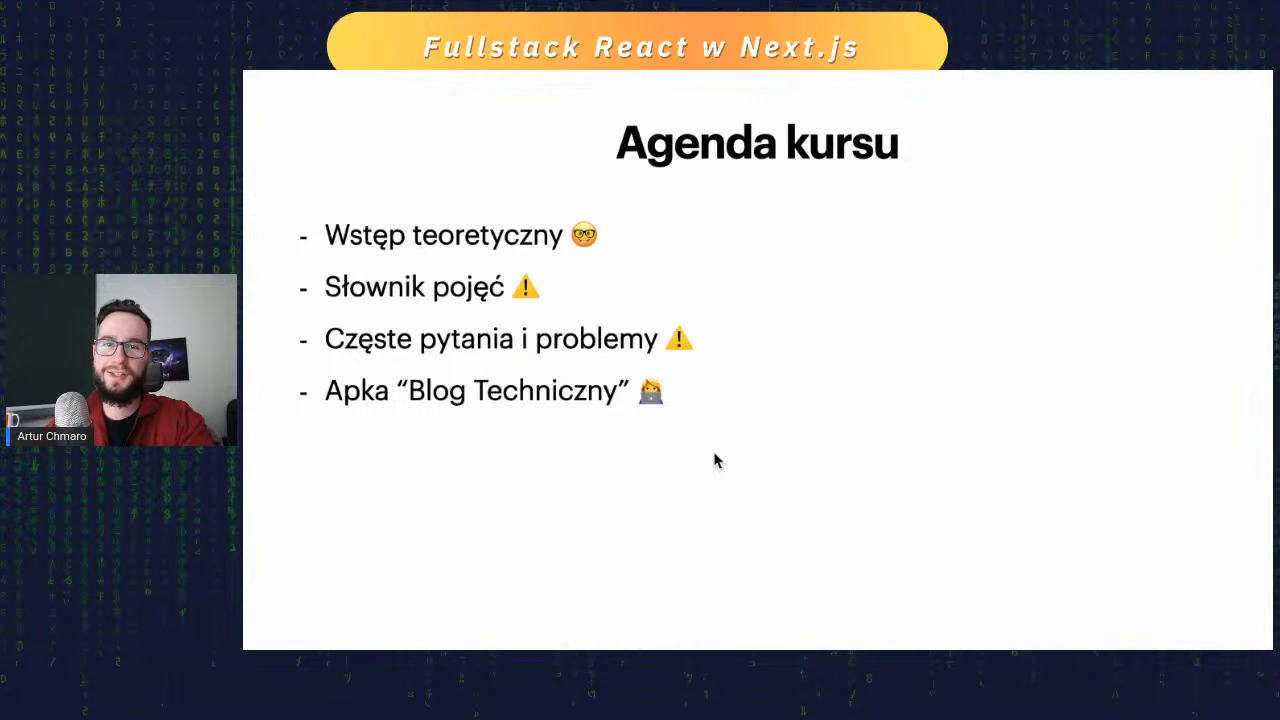 Fullstack React w Next.js
Agenda kursu
- Wstęp teoretyczny 🤓
- Słownik pojęć ⚠️
- Częste pytania i problemy ⚠️
- Apka “Blog Techniczny” 🧑‍💻
Artur Chmaro